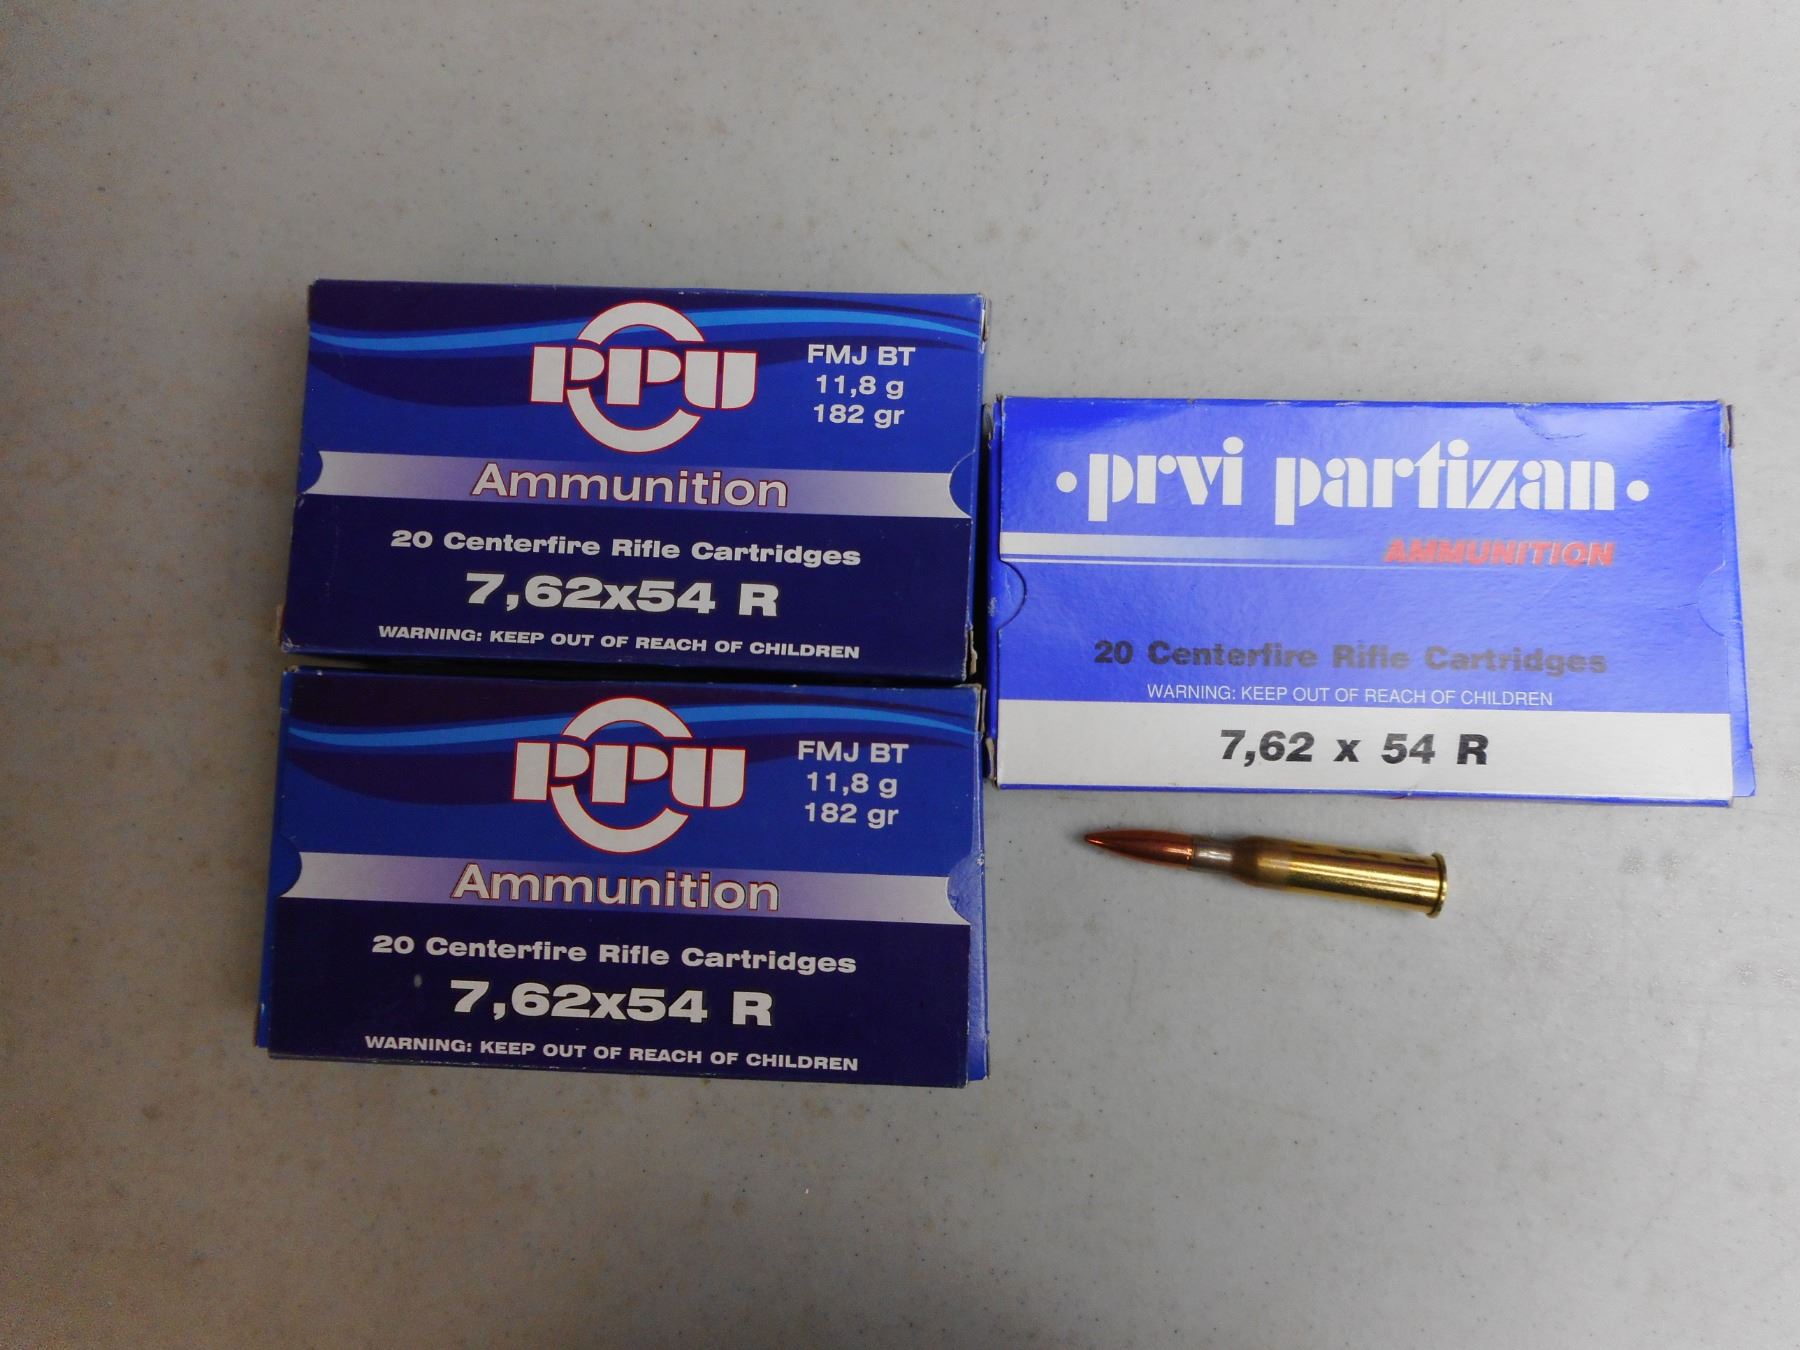 PPU
FMJ BT
11,8 g
182 gr
Ammunition
20 Centerfire Rifle Cartridges
7,62x54 R
WARNING: KEEP OUT OF REACH OF CHILDREN
PPU
FMJ BT
11,8 g
182 gr
Ammunition
20 Centerfire Rifle Cartridges
7,62x54 R
WARNING: KEEP OUT OF REACH OF CHILDREN
•prvi partizan•
AMMUNITION
20 Centerfire Rifle Cartridges
WARNING: KEEP OUT OF REACH OF CHILDREN
7,62 x 54 R